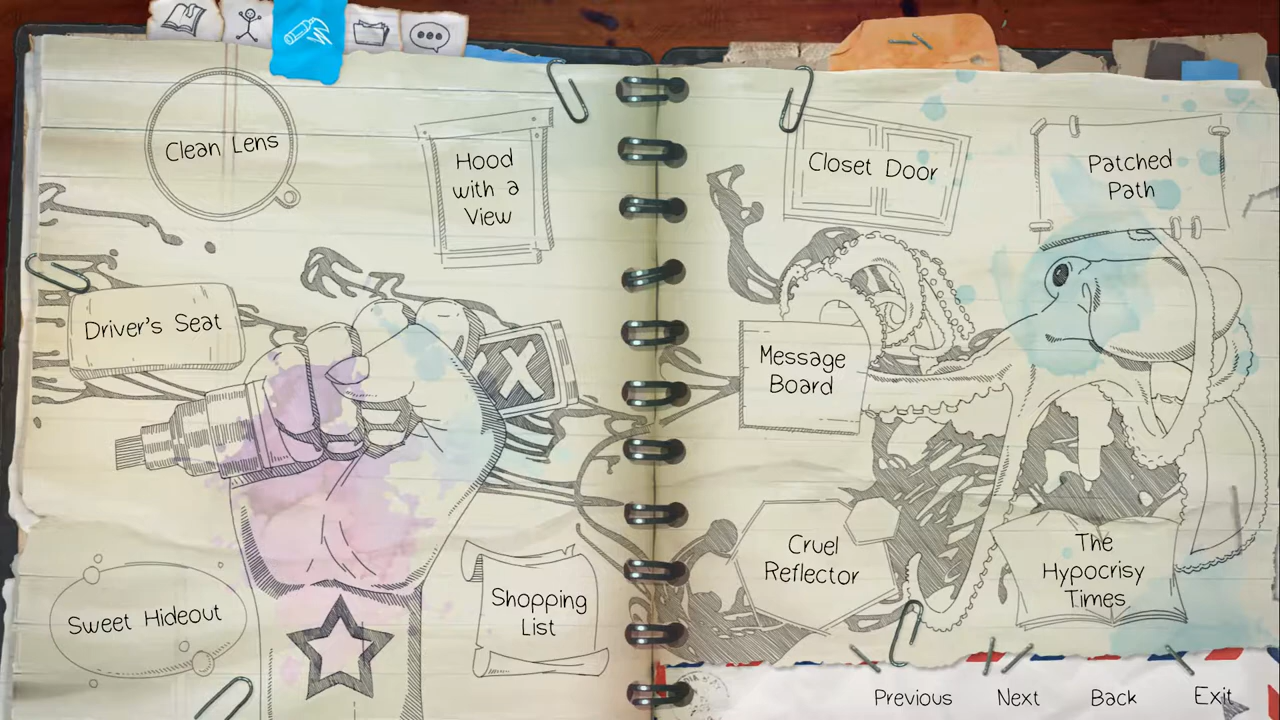 Clean Lens
Hood
with a
View
Driver's Seat
Sweet Hideout
Shopping
List
Closet Door
Patched
Path
Message
Board
Cruel
Reflector
The
Hypocrisy
Times
Previous
Next
Back
Exit